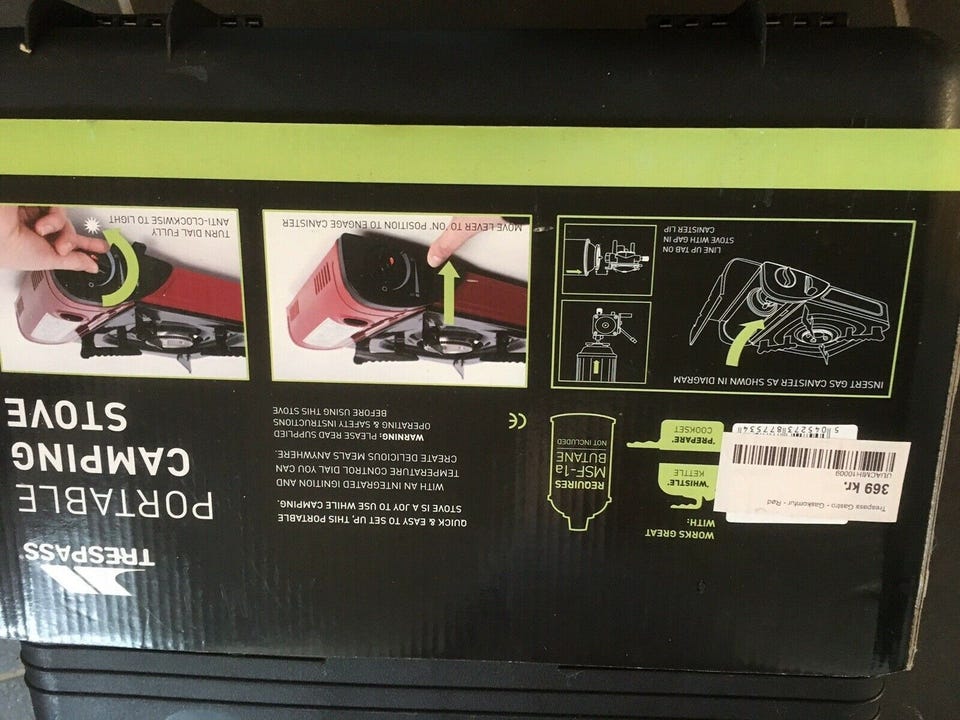 TRESPASS
PORTABLE
CAMPING
STOVE
QUICK & EASY TO SET UP, THIS PORTABLE
STOVE IS A JOY TO USE WHILE CAMPING.
WITH AN INTEGRATED IGNITION AND
TEMPERATURE CONTROL DIAL YOU CAN
CREATE DELICIOUS MEALS ANYWHERE.
WARNING: PLEASE READ SUPPLIED
OPERATING & SAFETY INSTRUCTIONS
BEFORE USING THIS STOVE
CE
REQUIRES
MSF-1a
BUTANE
NOT INCLUDED
WORKS GREAT
WITH:
'WHISTLE'
KETTLE
'PREPARE'
COOKSET
Trespass Gastro - Gaskomfur - Rød
369 kr.
UUACMIH10009
5 045273 877534
INSERT GAS CANISTER AS SHOWN IN DIAGRAM
LINE UP TAB ON
STOVE WITH GAP IN
CANISTER LIP
MOVE LEVER TO 'ON', POSITION TO ENGAGE CANISTER
TURN DIAL FULLY
ANTI-CLOCKWISE TO LIGHT